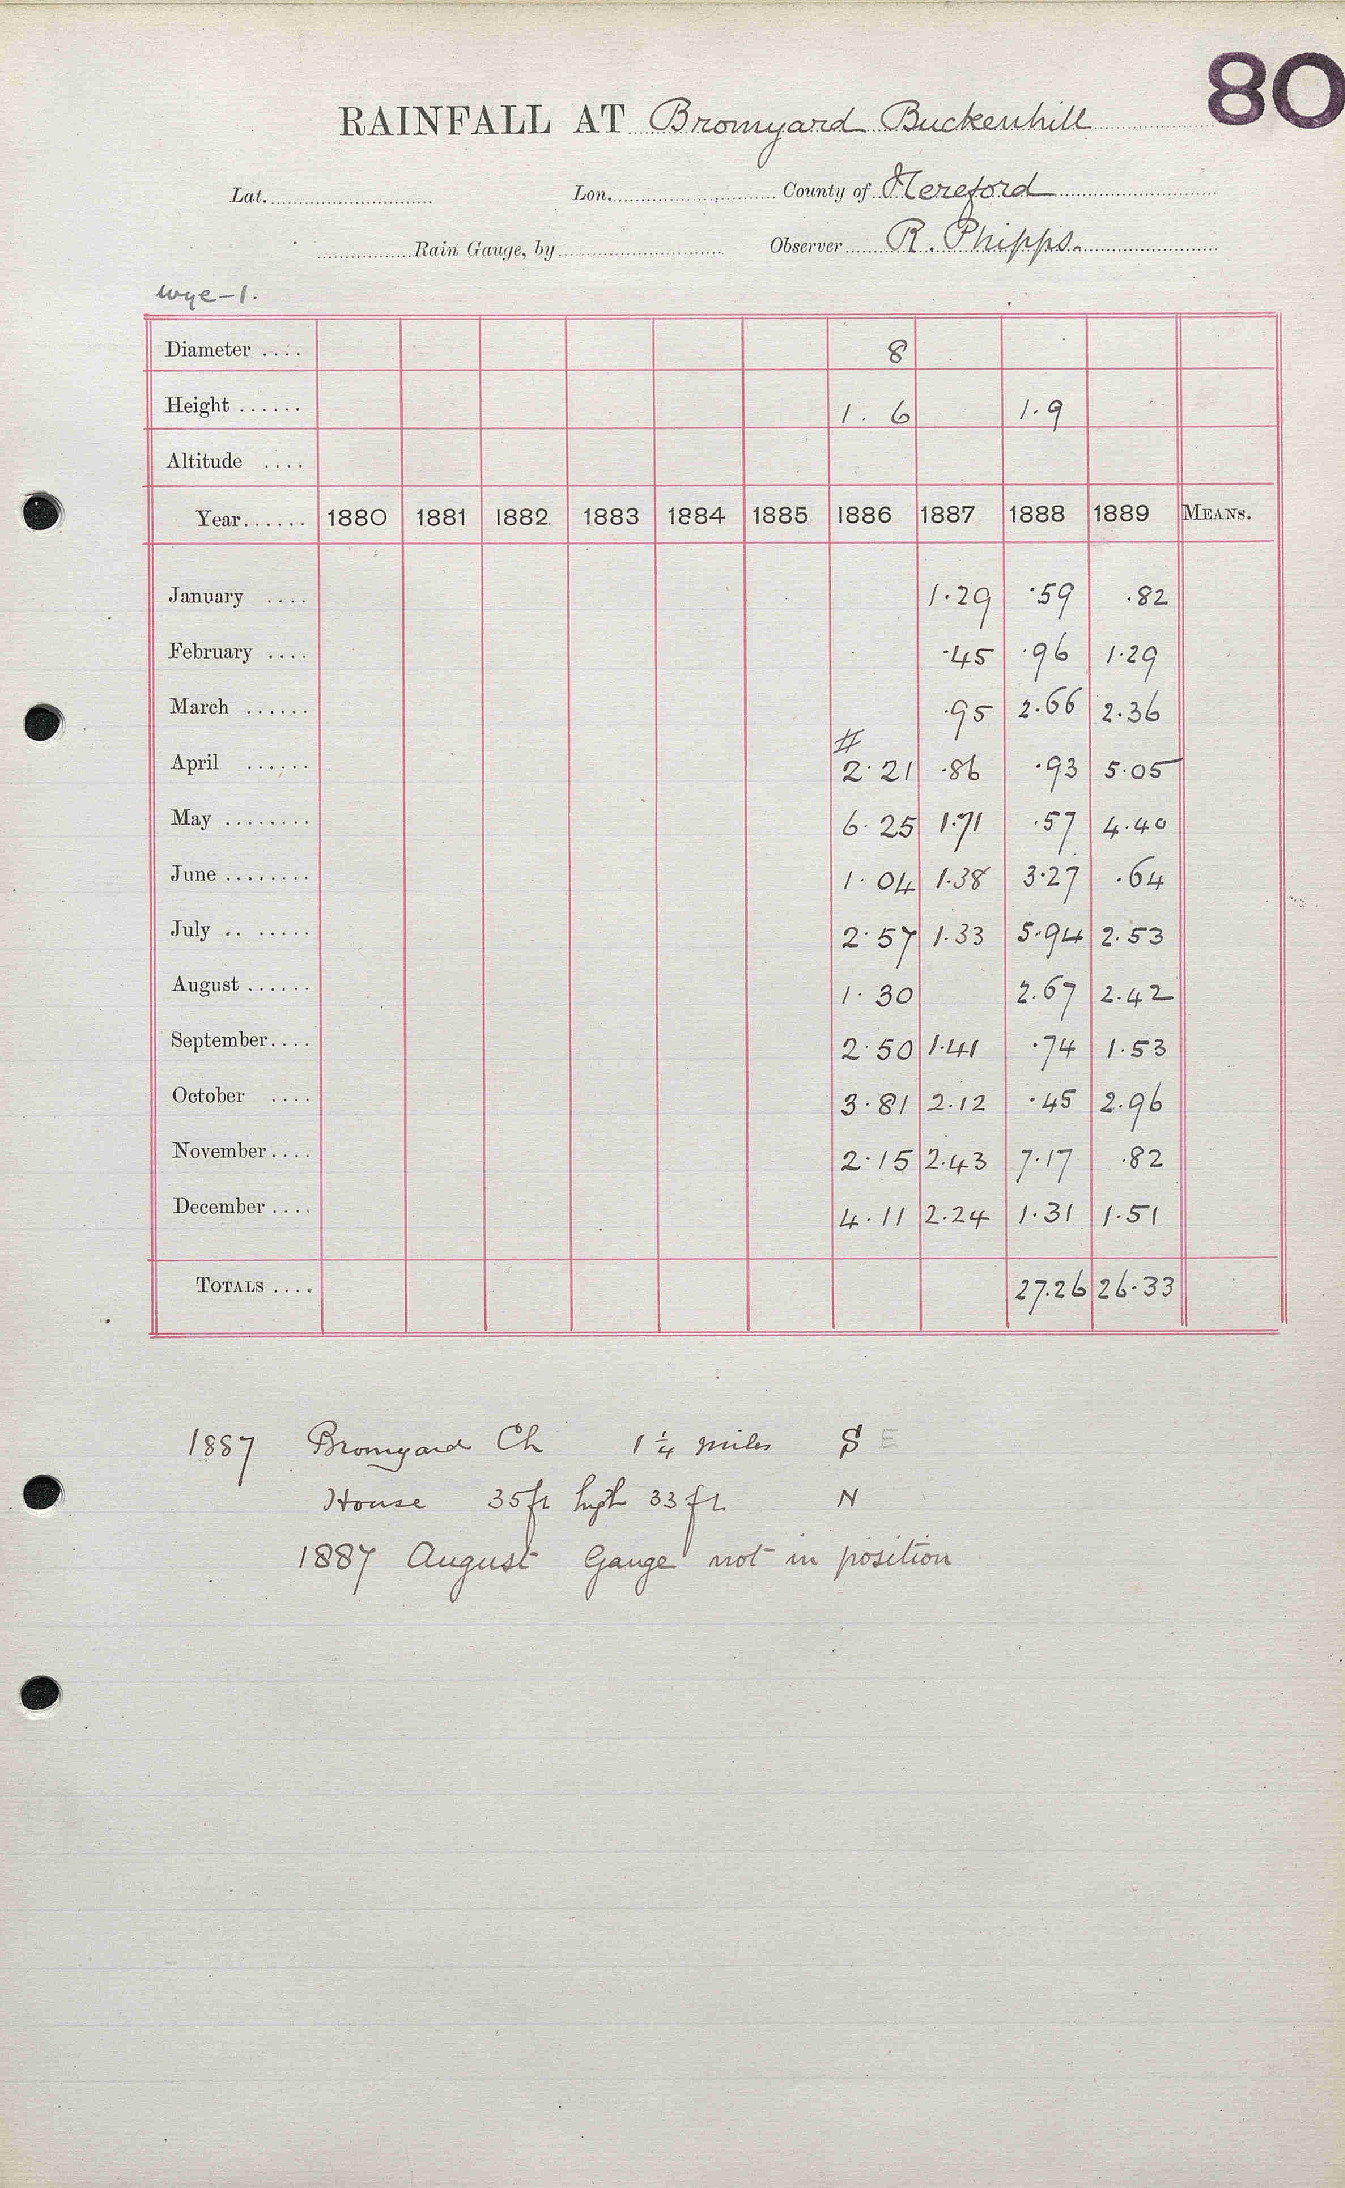 80
RAINFALL AT Bromyard Buckenhill
Lat. Lon. County of Hereford
Rain Gauge, by Observer R. Phipps.
Wye-1.
Diameter .... 8
Height ...... 1. 6 1.9
Altitude ....
Year...... 1880 1881 1882 1883 1884 1885 1886 1887 1888 1889 MEANS.
January .... 1.29 .59 .82
February .... .45 .96 1.29
March ...... .95 2.66 2.36
#
April ...... 2.21 .86 .93 5.05
May ........ 6.25 1.71 .57 4.40
June ........ 1.04 1.38 3.27 .64
July .. ..... 2.57 1.33 5.94 2.53
August ...... 1.30 2.67 2.42
September.... 2.50 1.41 .74 1.53
October .... 3.81 2.12 .45 2.96
November .... 2.15 2.43 7.17 .82
December .... 4.11 2.24 1.31 1.51
TOTALS .... 27.26 26.33
1887 Bromyard Ch 1¼ miles S E
House 35ft high 33ft N
1887 August Gauge not in position